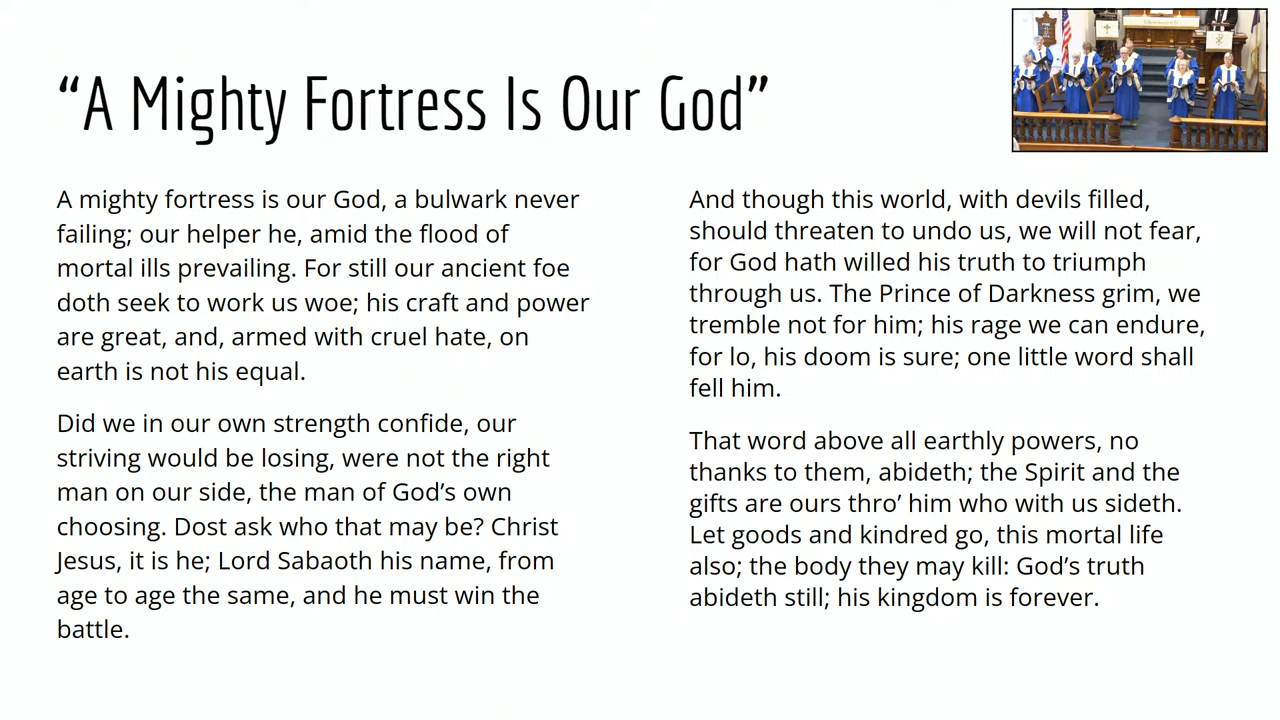 “A Mighty Fortress Is Our God”
A mighty fortress is our God, a bulwark never
failing; our helper he, amid the flood of
mortal ills prevailing. For still our ancient foe
doth seek to work us woe; his craft and power
are great, and, armed with cruel hate, on
earth is not his equal.
Did we in our own strength confide, our
striving would be losing, were not the right
man on our side, the man of God’s own
choosing. Dost ask who that may be? Christ
Jesus, it is he; Lord Sabaoth his name, from
age to age the same, and he must win the
battle.
And though this world, with devils filled,
should threaten to undo us, we will not fear,
for God hath willed his truth to triumph
through us. The Prince of Darkness grim, we
tremble not for him; his rage we can endure,
for lo, his doom is sure; one little word shall
fell him.
That word above all earthly powers, no
thanks to them, abideth; the Spirit and the
gifts are ours thro’ him who with us sideth.
Let goods and kindred go, this mortal life
also; the body they may kill: God’s truth
abideth still; his kingdom is forever.